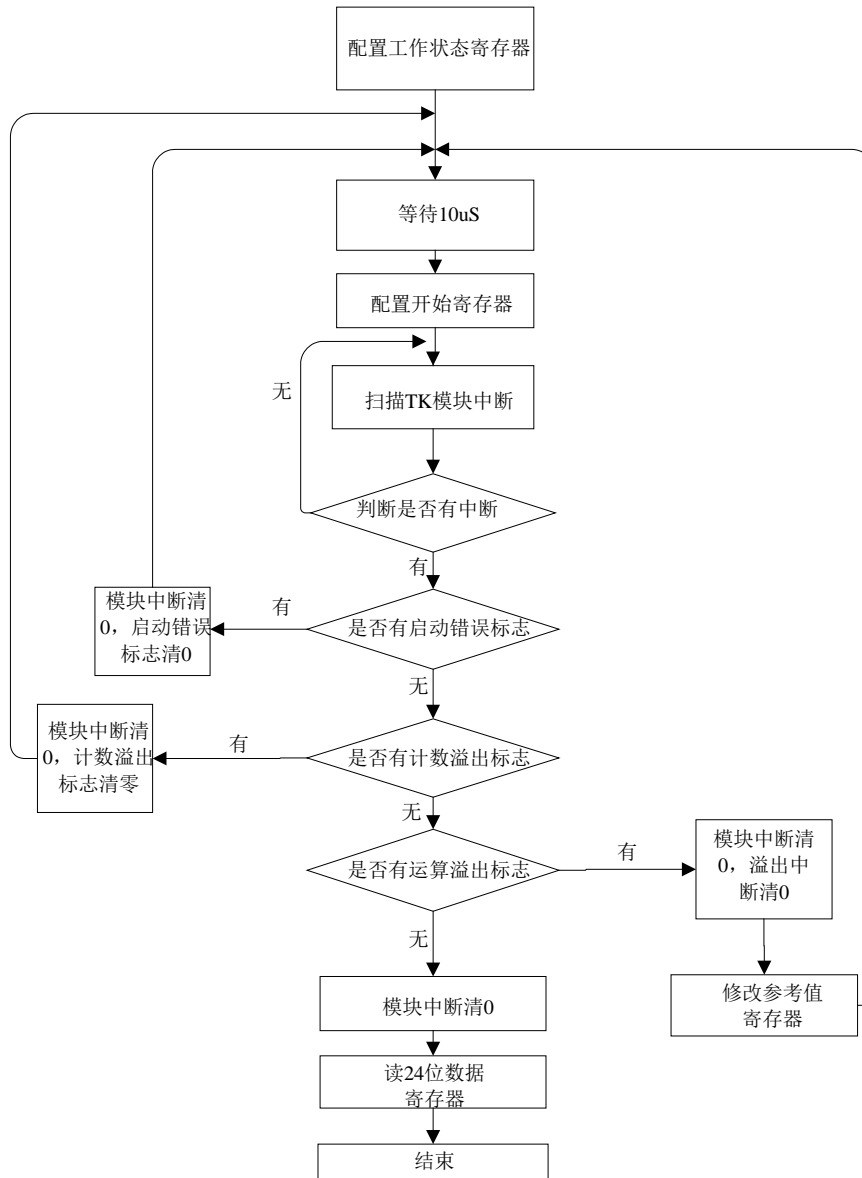 配置工作状态寄存器
等待10uS
配置开始寄存器
无
扫描TK模块中断
判断是否有中断
有
模块中断清
0，启动错误
标志清0
有
是否有启动错误标志
无
模块中断清
0，计数溢出
标志清零
有
是否有计数溢出标志
无
是否有运算溢出标志
有
模块中断清
0，溢出中
断清0
无
模块中断清0
修改参考值
寄存器
读24位数据
寄存器
结束